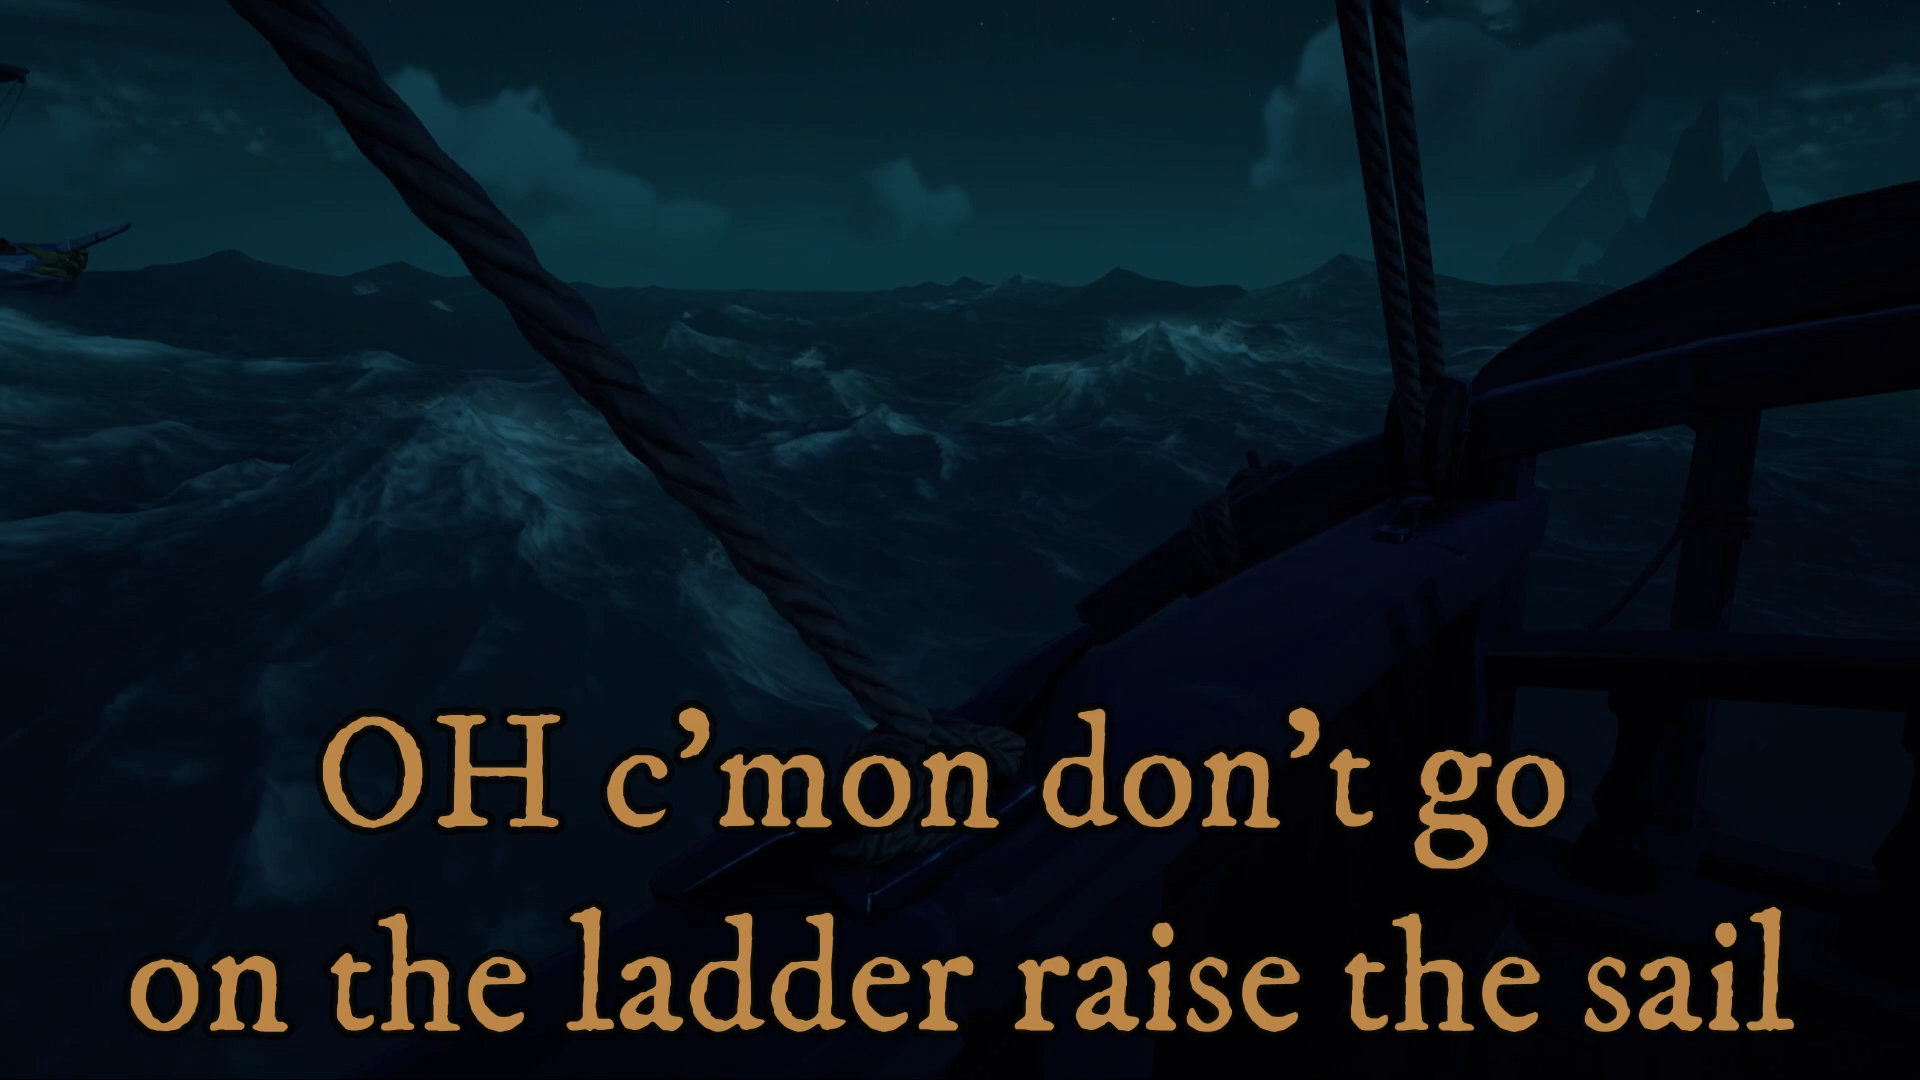 OH c’mon don’t go
on the ladder raise the sail